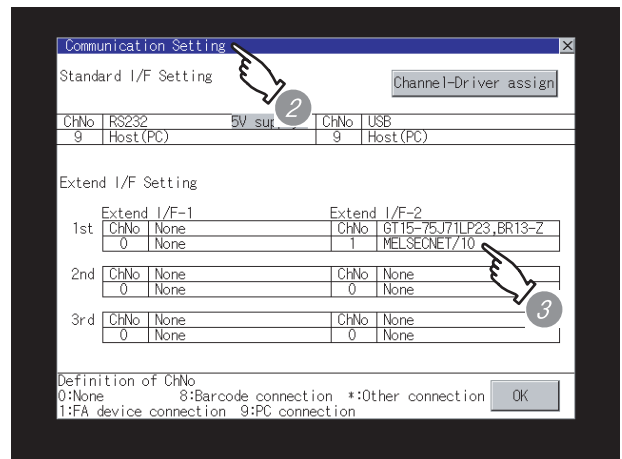 Communication Setting
Standard I/F Setting
Channel-Driver assign
ChNo RS232 5V ChNo USB
9 Host(PC) 9 Host(PC)
Extend I/F Setting
Extend I/F-1 Extend I/F-2
1st ChNo None ChNo GT15-75J71LP23,BR13-Z
0 None 1 MELSECNET/10
2nd ChNo None ChNo None
0 None 0 None
3rd ChNo None ChNo None
0 None 0 None
Definition of ChNo
0:None 8:Barcode connection *:Other connection
1:FA device connection 9:PC connection
OK
2
3